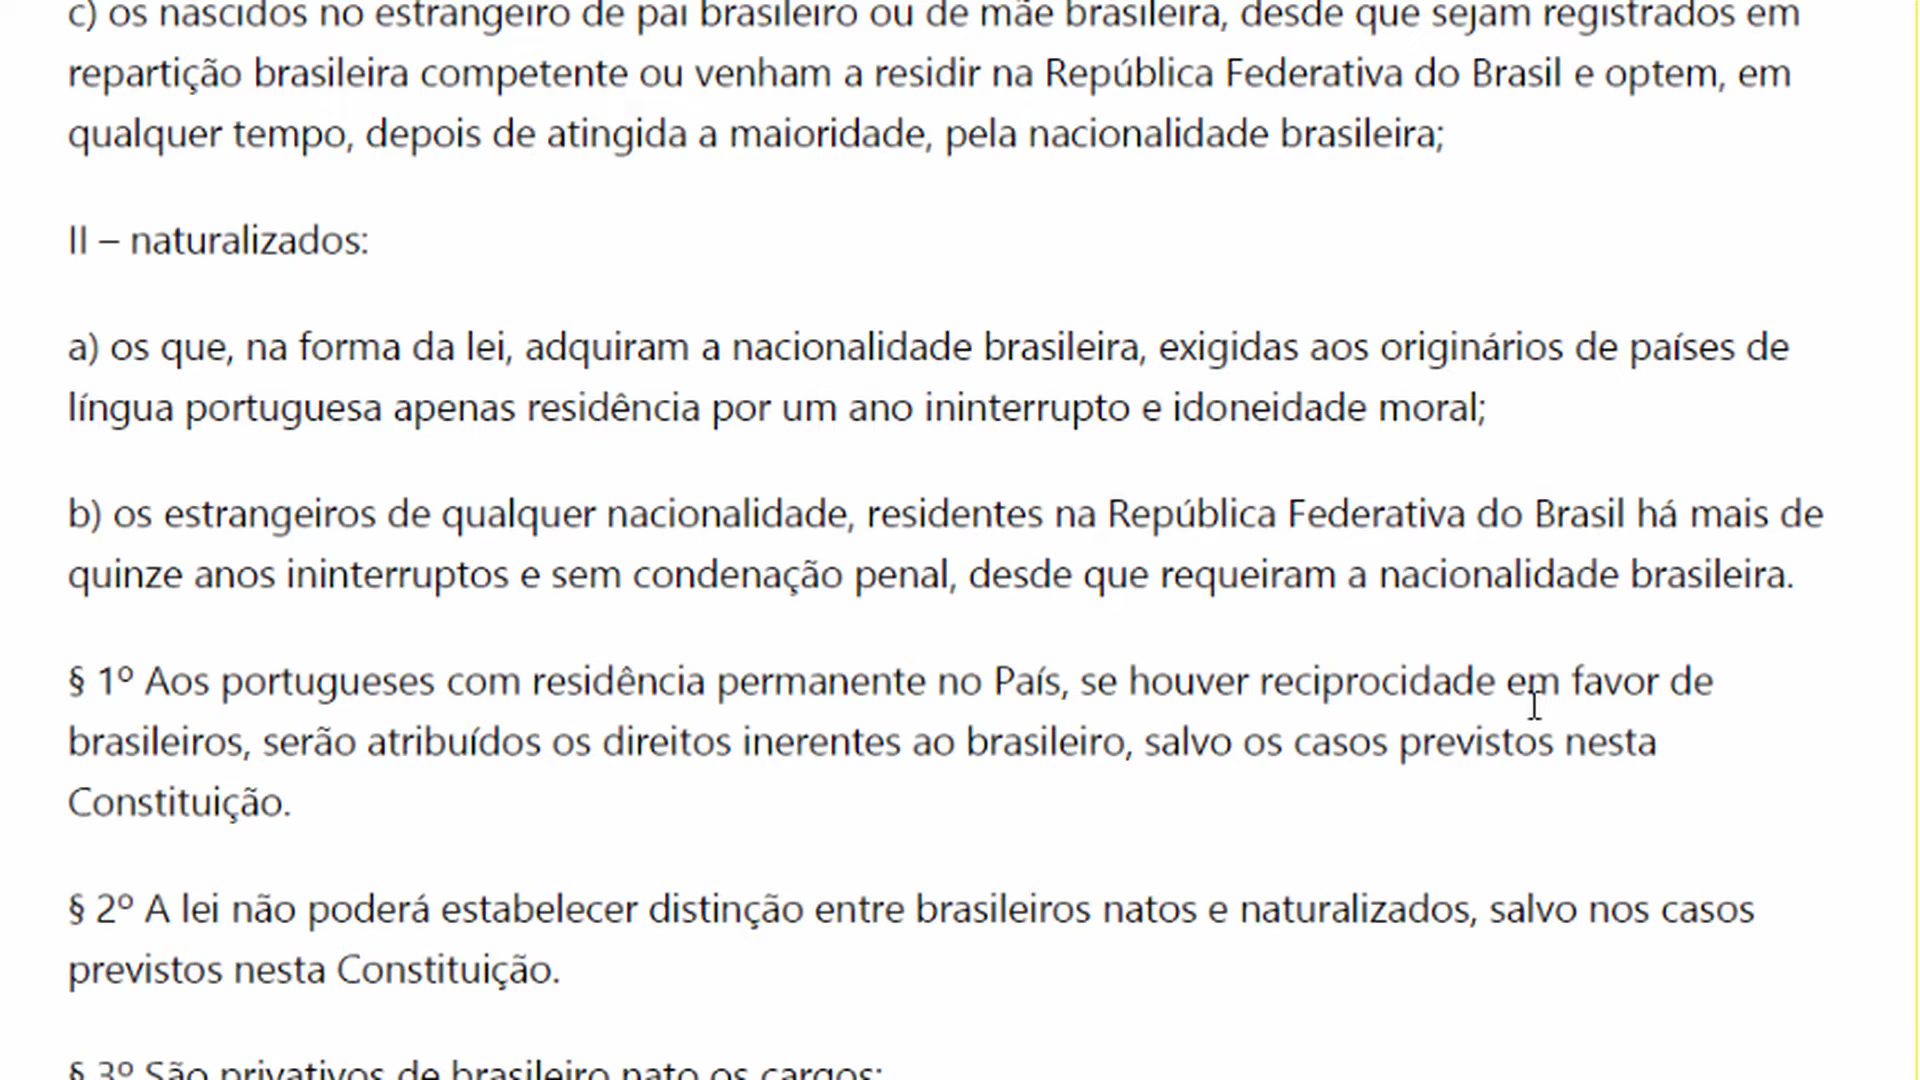 c) os nascidos no estrangeiro de pai brasileiro ou de mãe brasileira, desde que sejam registrados em
repartição brasileira competente ou venham a residir na República Federativa do Brasil e optem, em
qualquer tempo, depois de atingida a maioridade, pela nacionalidade brasileira;
II – naturalizados:
a) os que, na forma da lei, adquiram a nacionalidade brasileira, exigidas aos originários de países de
língua portuguesa apenas residência por um ano ininterrupto e idoneidade moral;
b) os estrangeiros de qualquer nacionalidade, residentes na República Federativa do Brasil há mais de
quinze anos ininterruptos e sem condenação penal, desde que requeiram a nacionalidade brasileira.
§ 1º Aos portugueses com residência permanente no País, se houver reciprocidade em favor de
brasileiros, serão atribuídos os direitos inerentes ao brasileiro, salvo os casos previstos nesta
Constituição.
§ 2º A lei não poderá estabelecer distinção entre brasileiros natos e naturalizados, salvo nos casos
previstos nesta Constituição.
§ 3º São privativos de brasileiro nato os cargos: